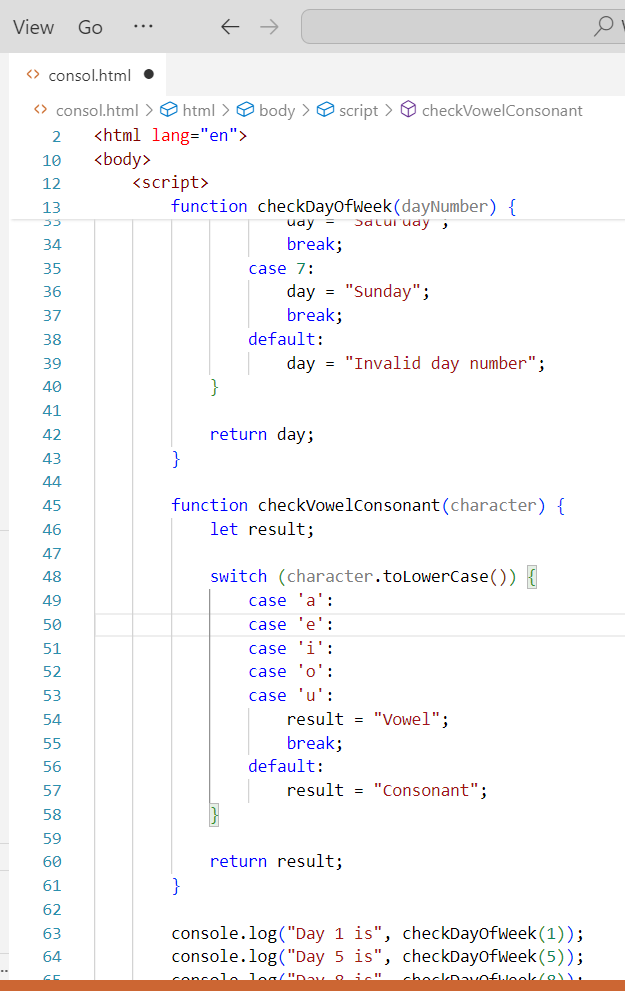 View Go ... ← →
consol.html ●
consol.html > html > body > script > checkVowelConsonant
2 <html lang="en">
10 <body>
12 <script>
13 function checkDayOfWeek(dayNumber) {
33 day = "Saturday";
34 break;
35 case 7:
36 day = "Sunday";
37 break;
38 default:
39 day = "Invalid day number";
40 }
41
42 return day;
43 }
44
45 function checkVowelConsonant(character) {
46 let result;
47
48 switch (character.toLowerCase()) {
49 case 'a':
50 case 'e':
51 case 'i':
52 case 'o':
53 case 'u':
54 result = "Vowel";
55 break;
56 default:
57 result = "Consonant";
58 }
59
60 return result;
61 }
62
63 console.log("Day 1 is", checkDayOfWeek(1));
64 console.log("Day 5 is", checkDayOfWeek(5));
65 console.log("Day 8 is", checkDayOfWeek(8));